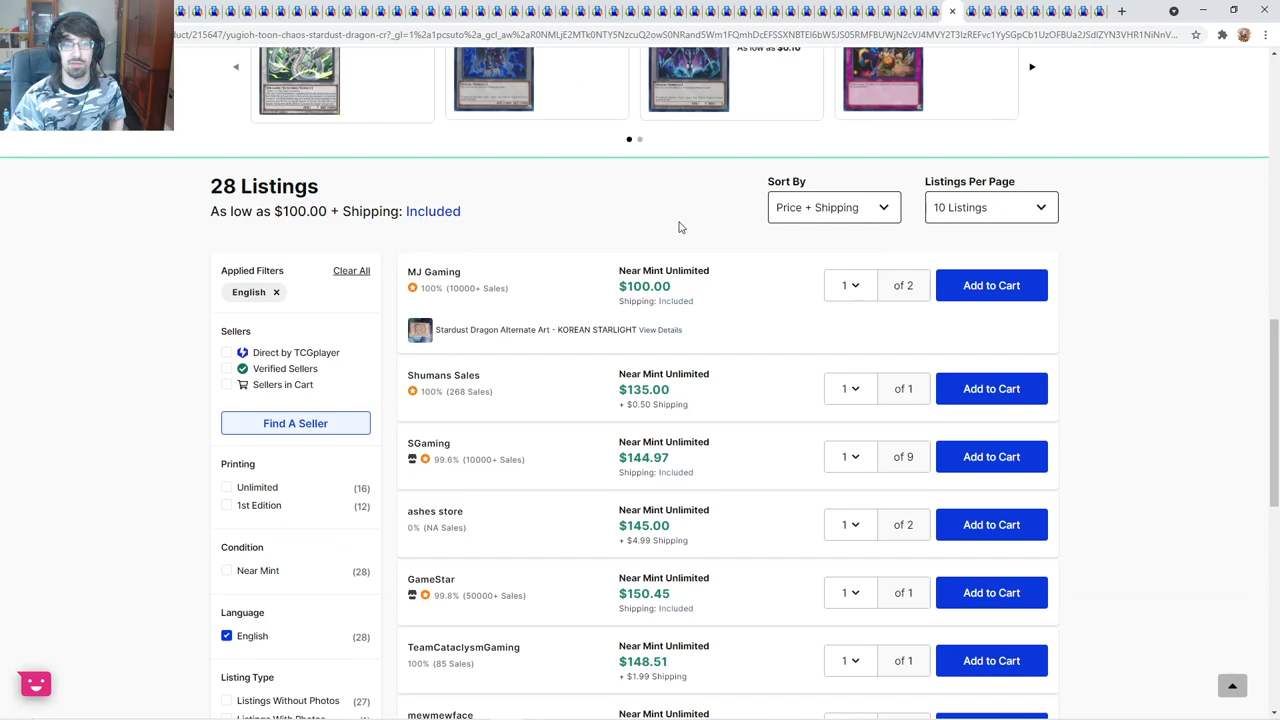 28 Listings
As low as $100.00 + Shipping: Included
Sort By
Price + Shipping
Listings Per Page
10 Listings
Applied Filters
Clear All
English ×
Sellers
Direct by TCGplayer
Verified Sellers
Sellers in Cart
Find A Seller
Printing
Unlimited (16)
1st Edition (12)
Condition
Near Mint (28)
Language
English (28)
Listing Type
Listings Without Photos (27)
MJ Gaming
100% (10000+ Sales)
Near Mint Unlimited
$100.00
Shipping: Included
1 of 2
Add to Cart
Stardust Dragon Alternate Art - KOREAN STARLIGHT View Details
Shumans Sales
100% (268 Sales)
Near Mint Unlimited
$135.00
+ $0.50 Shipping
1 of 1
Add to Cart
SGaming
99.6% (10000+ Sales)
Near Mint Unlimited
$144.97
Shipping: Included
1 of 9
Add to Cart
ashes store
0% (NA Sales)
Near Mint Unlimited
$145.00
+ $4.99 Shipping
1 of 2
Add to Cart
GameStar
99.8% (50000+ Sales)
Near Mint Unlimited
$150.45
Shipping: Included
1 of 1
Add to Cart
TeamCataclysmGaming
100% (85 Sales)
Near Mint Unlimited
$148.51
+ $1.99 Shipping
1 of 1
Add to Cart
mewmewface
Near Mint Unlimited